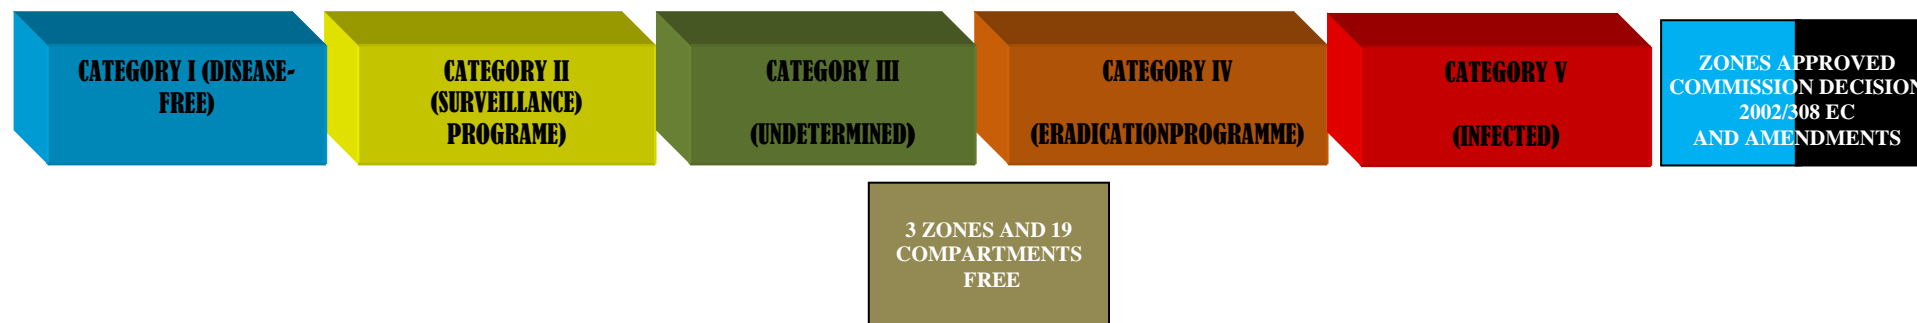 CATEGORY I (DISEASE-
FREE)
CATEGORY II
(SURVEILLANCE)
PROGRAME)
CATEGORY III
(UNDETERMINED)
CATEGORY IV
(ERADICATIONPROGRAMME)
CATEGORY V
(INFECTED)
ZONES APPROVED
COMMISSION DECISION
2002/308 EC
AND AMENDMENTS
3 ZONES AND 19
COMPARTMENTS
FREE